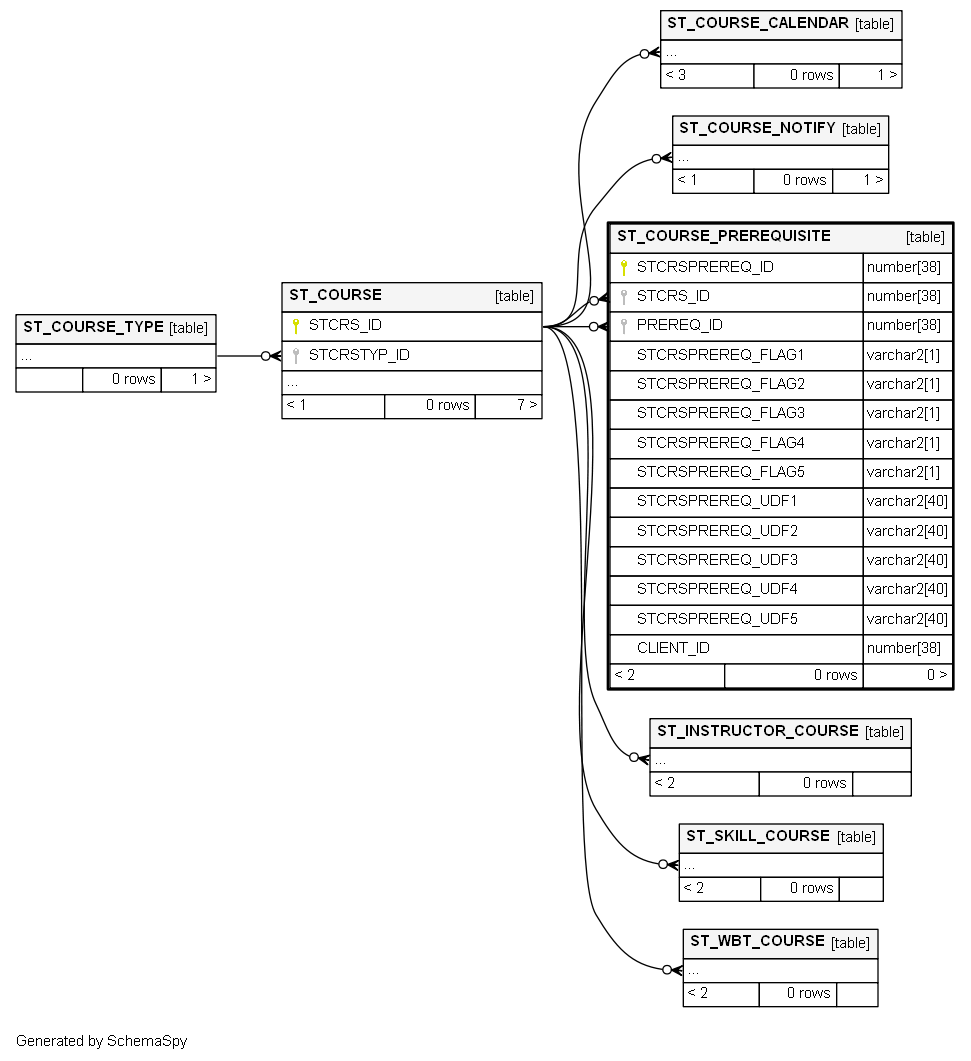 ST_COURSE_CALENDAR [table]
...
< 3 0 rows 1 >
ST_COURSE_NOTIFY [table]
...
< 1 0 rows 1 >
ST_COURSE_PREREQUISITE [table]
STCRSPREREQ_ID number[38]
STCRS_ID number[38]
PREREQ_ID number[38]
STCRSPREREQ_FLAG1 varchar2[1]
STCRSPREREQ_FLAG2 varchar2[1]
STCRSPREREQ_FLAG3 varchar2[1]
STCRSPREREQ_FLAG4 varchar2[1]
STCRSPREREQ_FLAG5 varchar2[1]
STCRSPREREQ_UDF1 varchar2[40]
STCRSPREREQ_UDF2 varchar2[40]
STCRSPREREQ_UDF3 varchar2[40]
STCRSPREREQ_UDF4 varchar2[40]
STCRSPREREQ_UDF5 varchar2[40]
CLIENT_ID number[38]
< 2 0 rows 0 >
ST_COURSE [table]
STCRS_ID
STCRSTYP_ID
...
< 1 0 rows 7 >
ST_COURSE_TYPE [table]
...
0 rows 1 >
ST_INSTRUCTOR_COURSE [table]
...
< 2 0 rows
ST_SKILL_COURSE [table]
...
< 2 0 rows
ST_WBT_COURSE [table]
...
< 2 0 rows
Generated by SchemaSpy